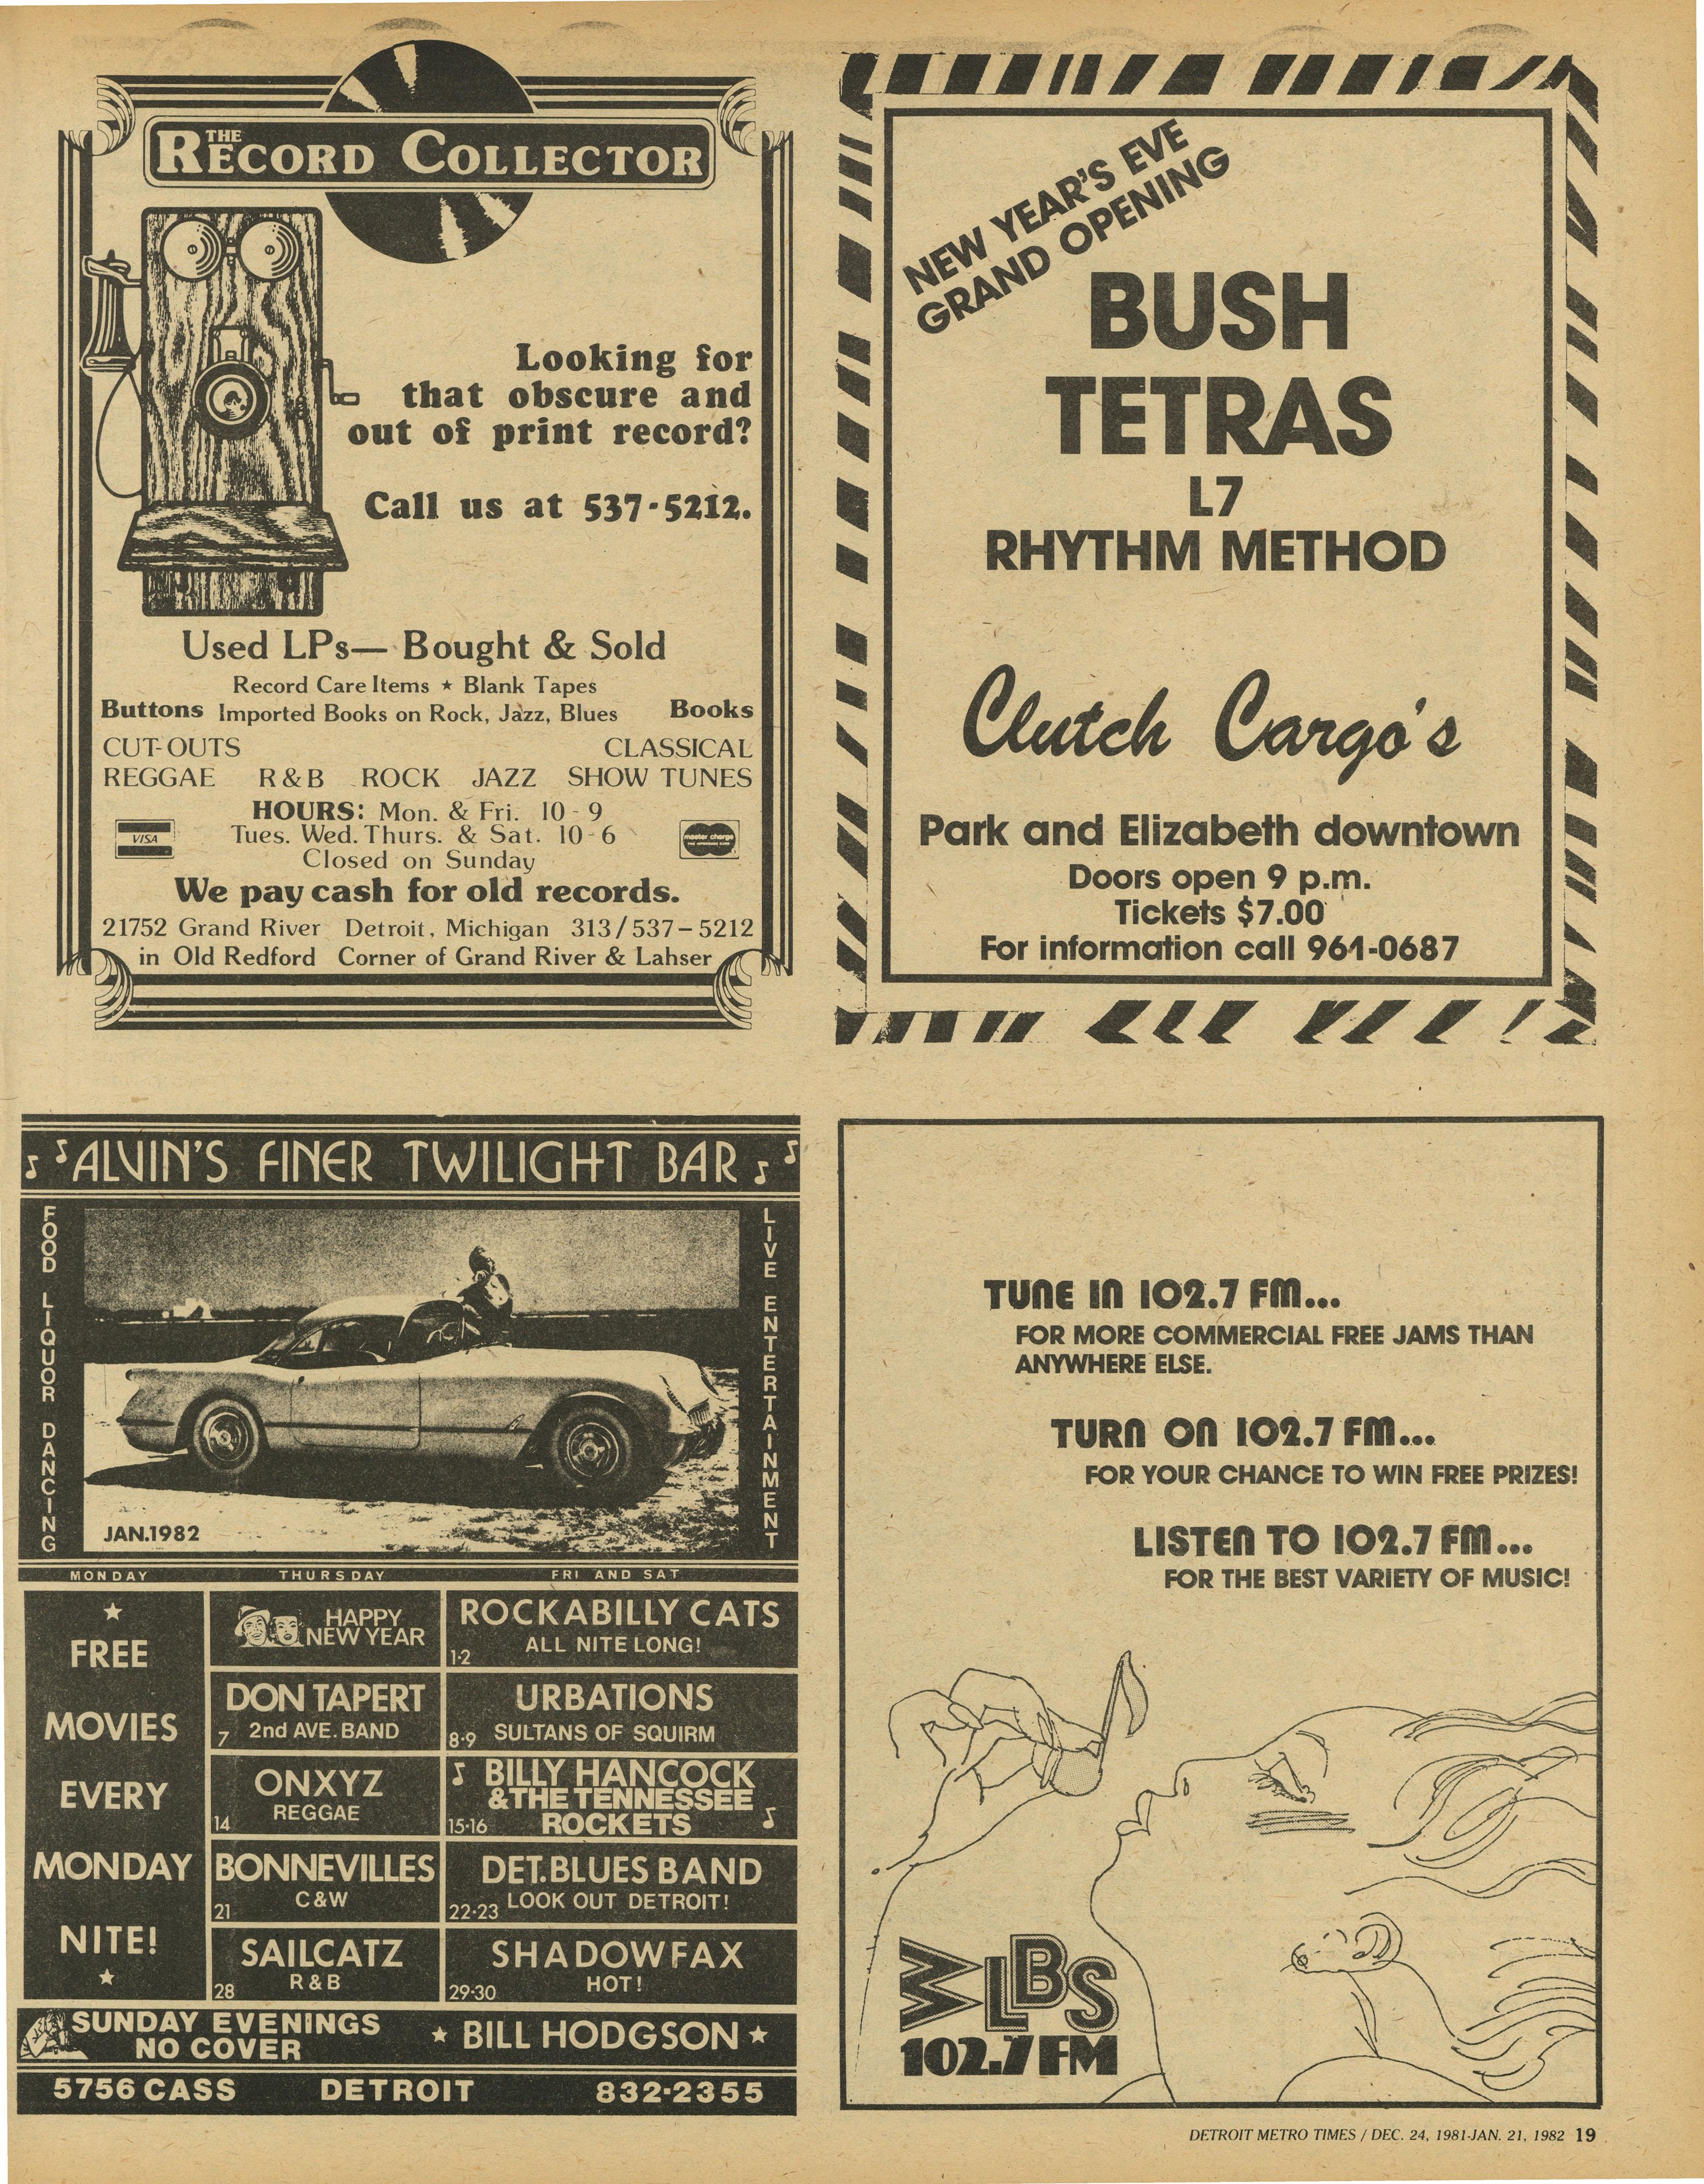 THE
RECORD COLLECTOR
Looking for
that obscure and
out of print record?
Call us at 537-5212.
Used LPs— Bought & Sold
Record Care Items ★ Blank Tapes
Buttons Imported Books on Rock, Jazz, Blues Books
CUT-OUTS CLASSICAL
REGGAE R&B ROCK JAZZ SHOW TUNES
HOURS: Mon. & Fri. 10-9
VISA Tues. Wed. Thurs. & Sat. 10-6 master charge
Closed on Sunday
We pay cash for old records.
21752 Grand River Detroit, Michigan 313/537-5212
in Old Redford Corner of Grand River & Lahser
NEW YEAR'S EVE
GRAND OPENING
BUSH
TETRAS
L7
RHYTHM METHOD
Clutch Cargo's
Park and Elizabeth downtown
Doors open 9 p.m.
Tickets $7.00
For information call 961-0687
ALVIN'S FINER TWILIGHT BAR
FOOD LIQUOR DANCING
LIVE ENTERTAINMENT
JAN.1982
MONDAY THURSDAY FRI AND SAT
★
FREE
MOVIES
EVERY
MONDAY
NITE!
★
HAPPY
NEW YEAR
ROCKABILLY CATS
1-2 ALL NITE LONG!
DON TAPERT
7 2nd AVE. BAND
URBATIONS
8-9 SULTANS OF SQUIRM
ONXYZ
REGGAE
14
BILLY HANCOCK
&THE TENNESSEE
15-16 ROCKETS
BONNEVILLES
C&W
21
DET.BLUES BAND
22-23 LOOK OUT DETROIT!
SAILCATZ
R&B
28
SHADOWFAX
HOT!
29-30
SUNDAY EVENINGS
NO COVER
★ BILL HODGSON ★
5756 CASS DETROIT 832-2355
TUNE IN 102.7 FM...
FOR MORE COMMERCIAL FREE JAMS THAN
ANYWHERE ELSE.
TURN ON 102.7 FM...
FOR YOUR CHANCE TO WIN FREE PRIZES!
LISTEN TO 102.7 FM...
FOR THE BEST VARIETY OF MUSIC!
WLBS
102.7 FM
DETROIT METRO TIMES / DEC. 24, 1981-JAN. 21, 1982 19